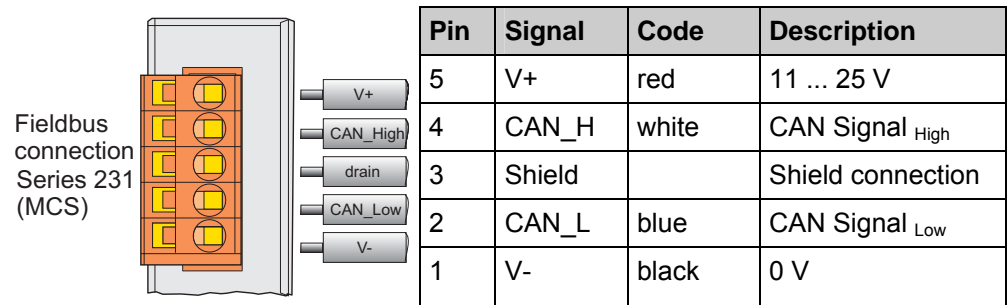 Fieldbus
connection
Series 231
(MCS)
V+
CAN_High
drain
CAN_Low
V-
Pin Signal Code Description
5 V+ red 11 ... 25 V
4 CAN_H white CAN Signal High
3 Shield Shield connection
2 CAN_L blue CAN Signal Low
1 V- black 0 V